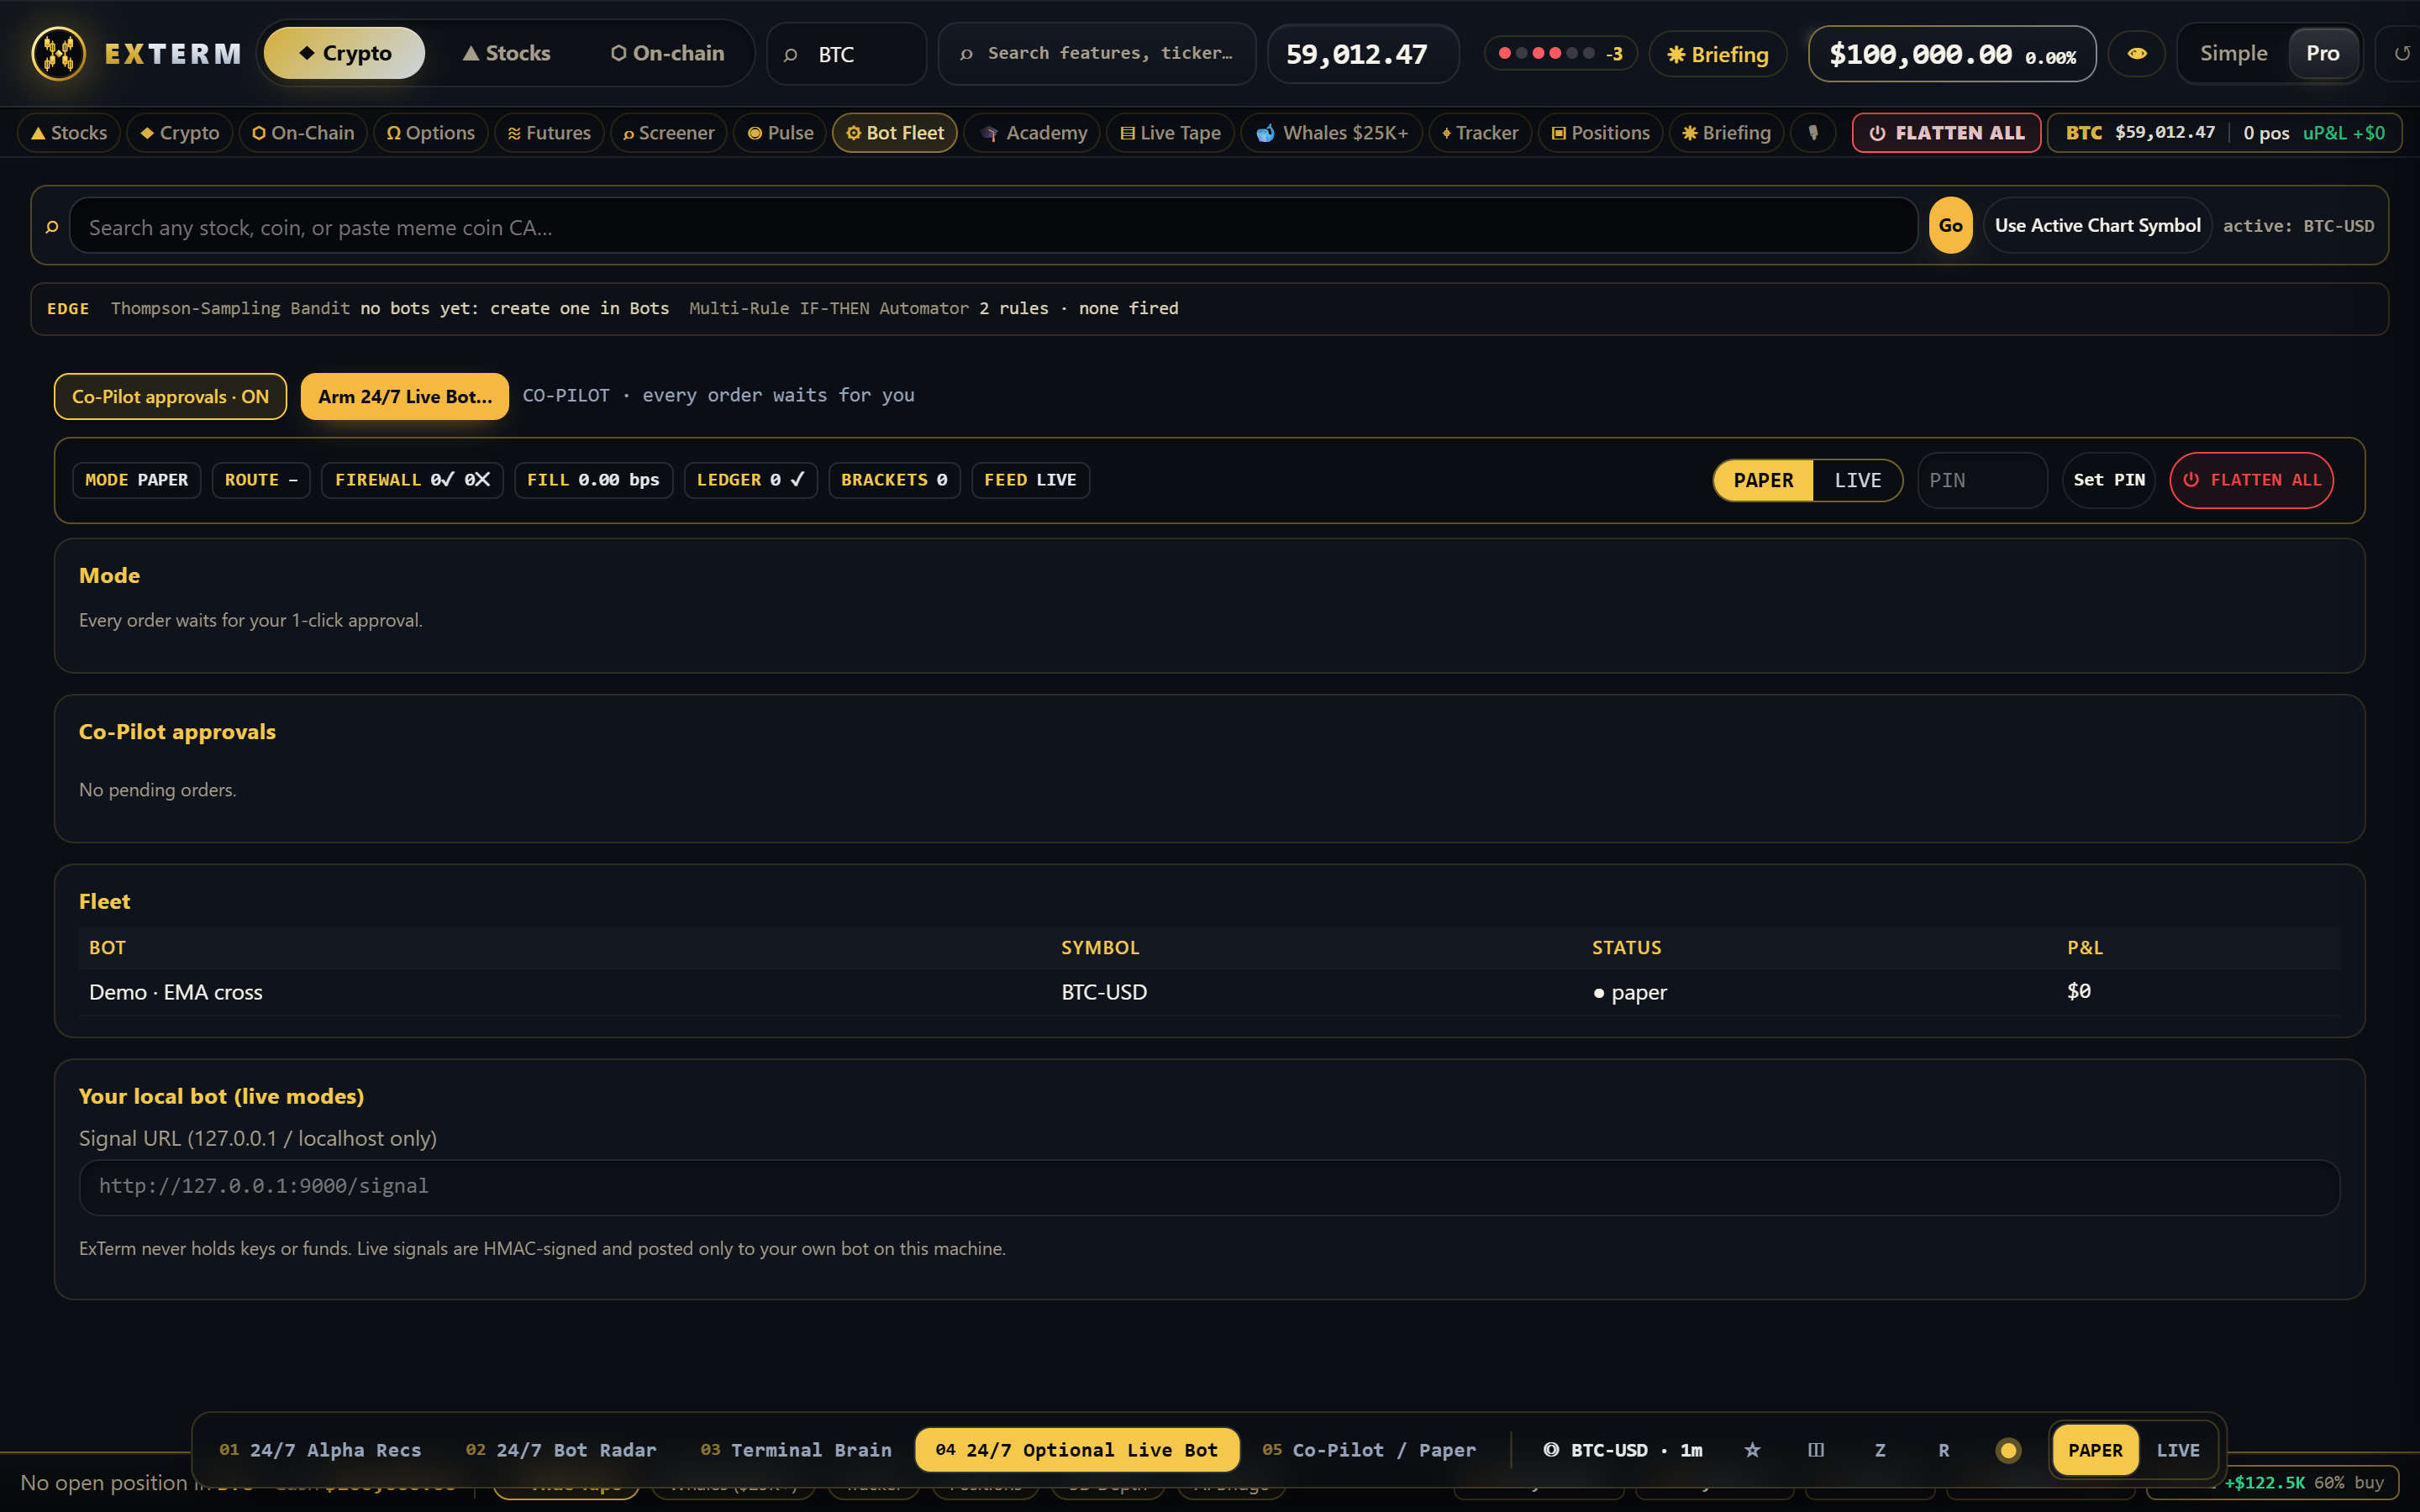 EXTERM Crypto Stocks On-chain BTC Search features, ticker… 59,012.47 -3 Briefing $100,000.00 0.00% Simple Pro
Stocks Crypto On-Chain Options Futures Screener Pulse Bot Fleet Academy Live Tape Whales $25K+ Tracker Positions Briefing FLATTEN ALL BTC $59,012.47 0 pos uP&L +$0
Search any stock, coin, or paste meme coin CA... Go Use Active Chart Symbol active: BTC-USD
EDGE Thompson-Sampling Bandit no bots yet: create one in Bots Multi-Rule IF-THEN Automator 2 rules · none fired
Co-Pilot approvals · ON Arm 24/7 Live Bot... CO-PILOT · every order waits for you
MODE PAPER ROUTE – FIREWALL 0✓ 0✕ FILL 0.00 bps LEDGER 0 ✓ BRACKETS 0 FEED LIVE PAPER LIVE PIN Set PIN FLATTEN ALL
Mode
Every order waits for your 1-click approval.
Co-Pilot approvals
No pending orders.
Fleet
BOT SYMBOL STATUS P&L
Demo · EMA cross BTC-USD ● paper $0
Your local bot (live modes)
Signal URL (127.0.0.1 / localhost only)
http://127.0.0.1:9000/signal
ExTerm never holds keys or funds. Live signals are HMAC-signed and posted only to your own bot on this machine.
01 24/7 Alpha Recs 02 24/7 Bot Radar 03 Terminal Brain 04 24/7 Optional Live Bot 05 Co-Pilot / Paper BTC-USD · 1m Z R PAPER LIVE
No open position +$122.5K 60% buy